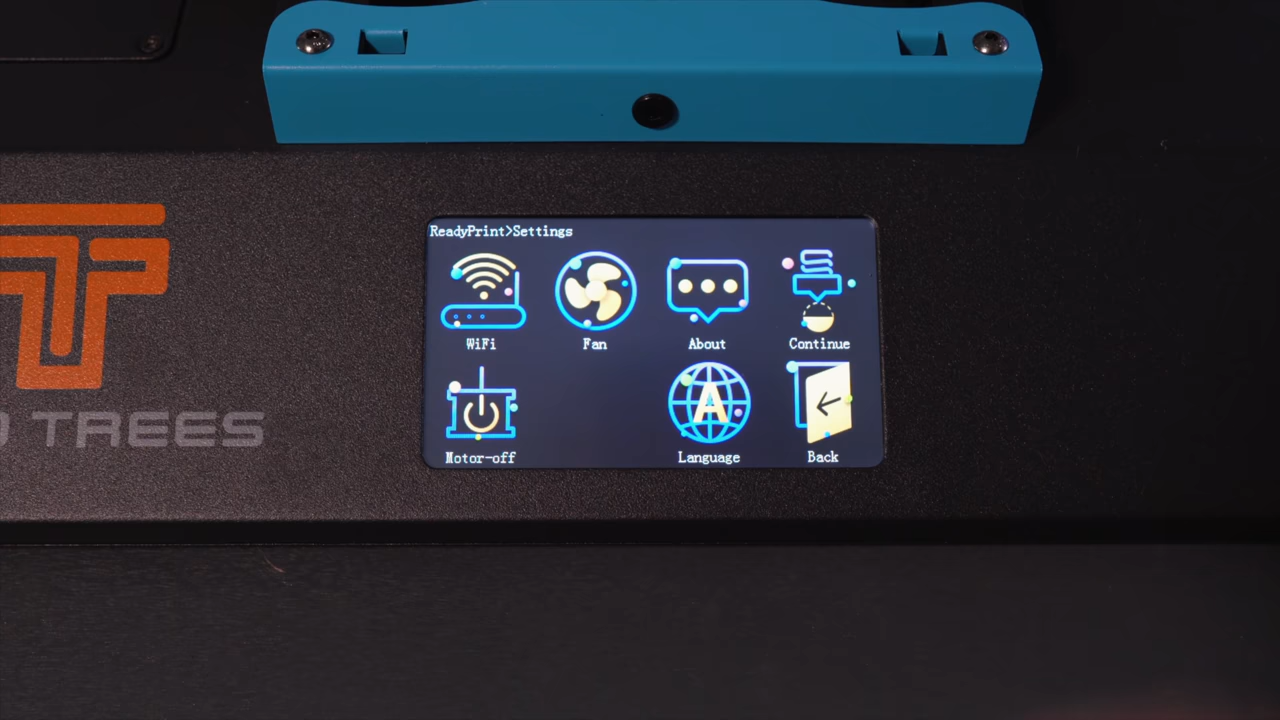 ReadyPrint>Settings
WiFi
Fan
About
Continue
Motor-off
A
Language
Back
TREES